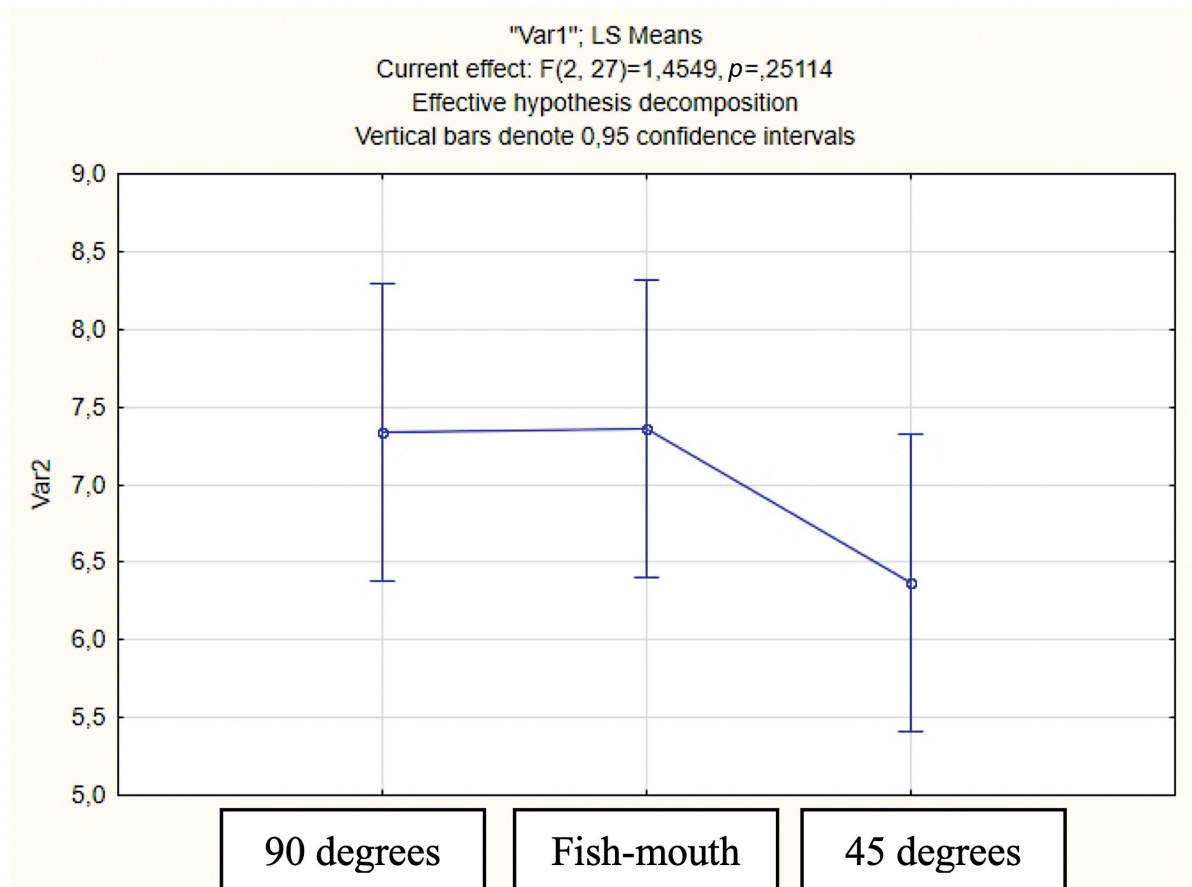 "Var1"; LS Means
Current effect: F(2, 27)=1,4549, p=,25114
Effective hypothesis decomposition
Vertical bars denote 0,95 confidence intervals
9,0
8,5
8,0
7,5
7,0
6,5
6,0
5,5
5,0
Var2
90 degrees
Fish-mouth
45 degrees